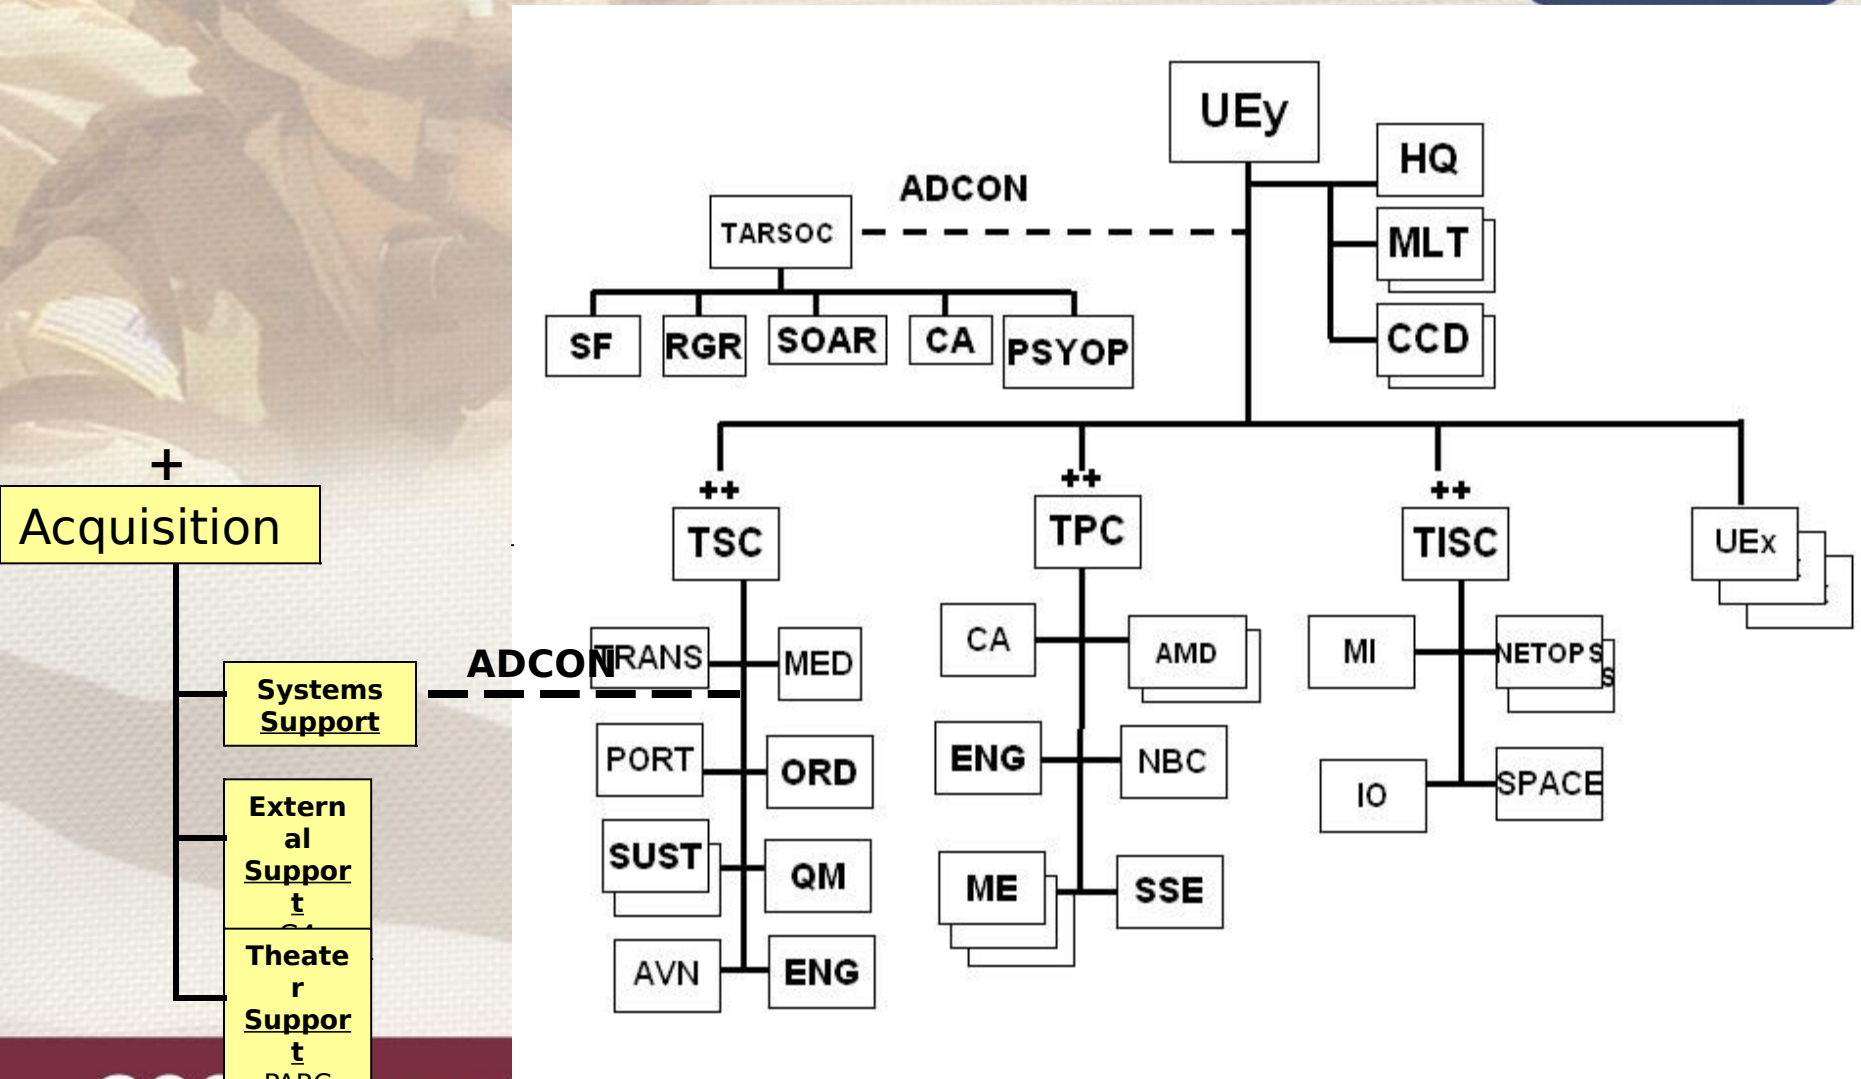 UEy
HQ
ADCON
MLT
TARSOC
CCD
SF
RGR
SOAR
CA
PSYOP
+
Acquisition
++
++
++
TSC
TPC
TISC
UEx
ADCON
TRANS
MED
CA
AMD
MI
NETOPS
S
Systems
Support
PORT
ORD
ENG
NBC
IO
SPACE
Extern
al
Suppor
t
SUST
QM
ME
SSE
Theate
r
Suppor
t
AVN
ENG